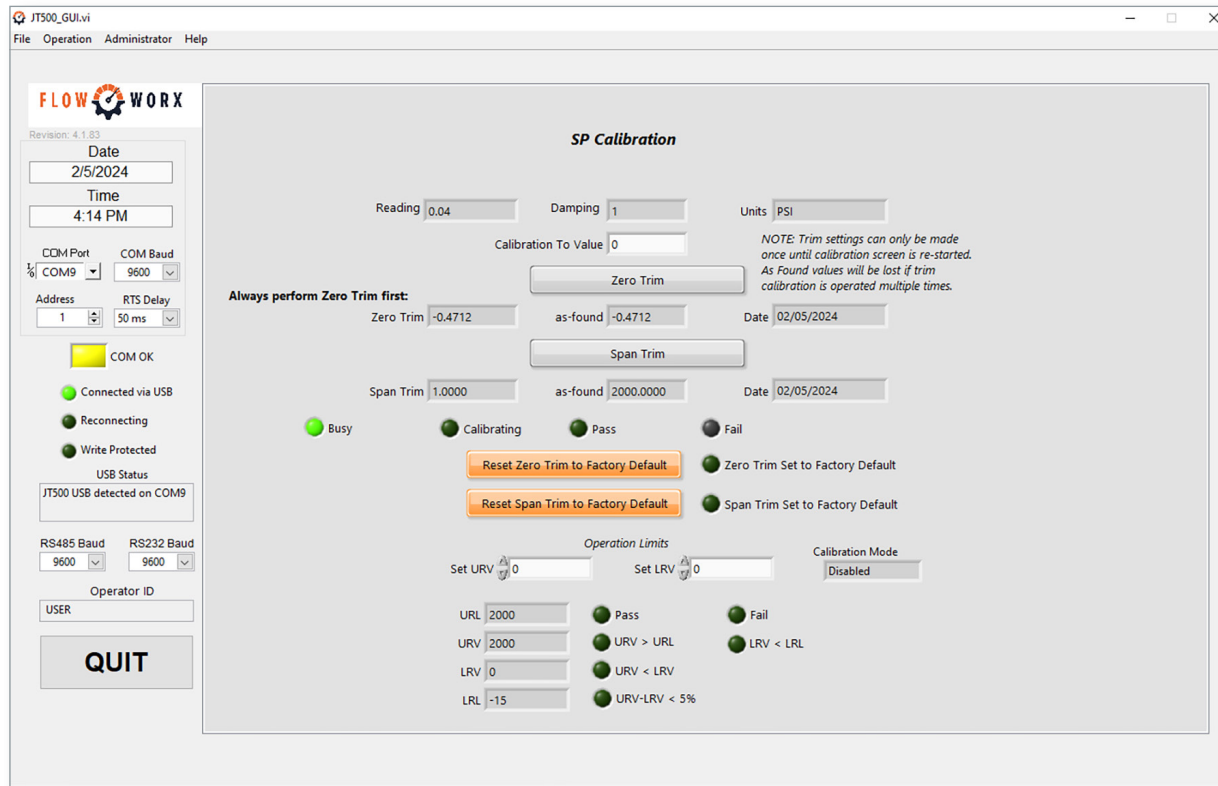 JT500_GUI.vi
File Operation Administrator Help
FLOW WORX
Revision: 4.1.83
Date
2/5/2024
Time
4:14 PM
COM Port COM Baud
COM9 9600
Address RTS Delay
1 50 ms
COM OK
Connected via USB
Reconnecting
Write Protected
USB Status
JT500 USB detected on COM9
RS485 Baud RS232 Baud
9600 9600
Operator ID
USER
QUIT
SP Calibration
Reading 0.04 Damping 1 Units PSI
Calibration To Value 0
NOTE: Trim settings can only be made
once until calibration screen is re-started.
As Found values will be lost if trim
calibration is operated multiple times.
Zero Trim
Always perform Zero Trim first:
Zero Trim -0.4712 as-found -0.4712 Date 02/05/2024
Span Trim
Span Trim 1.0000 as-found 2000.0000 Date 02/05/2024
Busy Calibrating Pass Fail
Reset Zero Trim to Factory Default Zero Trim Set to Factory Default
Reset Span Trim to Factory Default Span Trim Set to Factory Default
Operation Limits
Set URV 0 Set LRV 0
Calibration Mode
Disabled
URL 2000 Pass Fail
URV 2000 URV > URL LRV < LRL
LRV 0 URV < LRV
LRL -15 URV-LRV < 5%